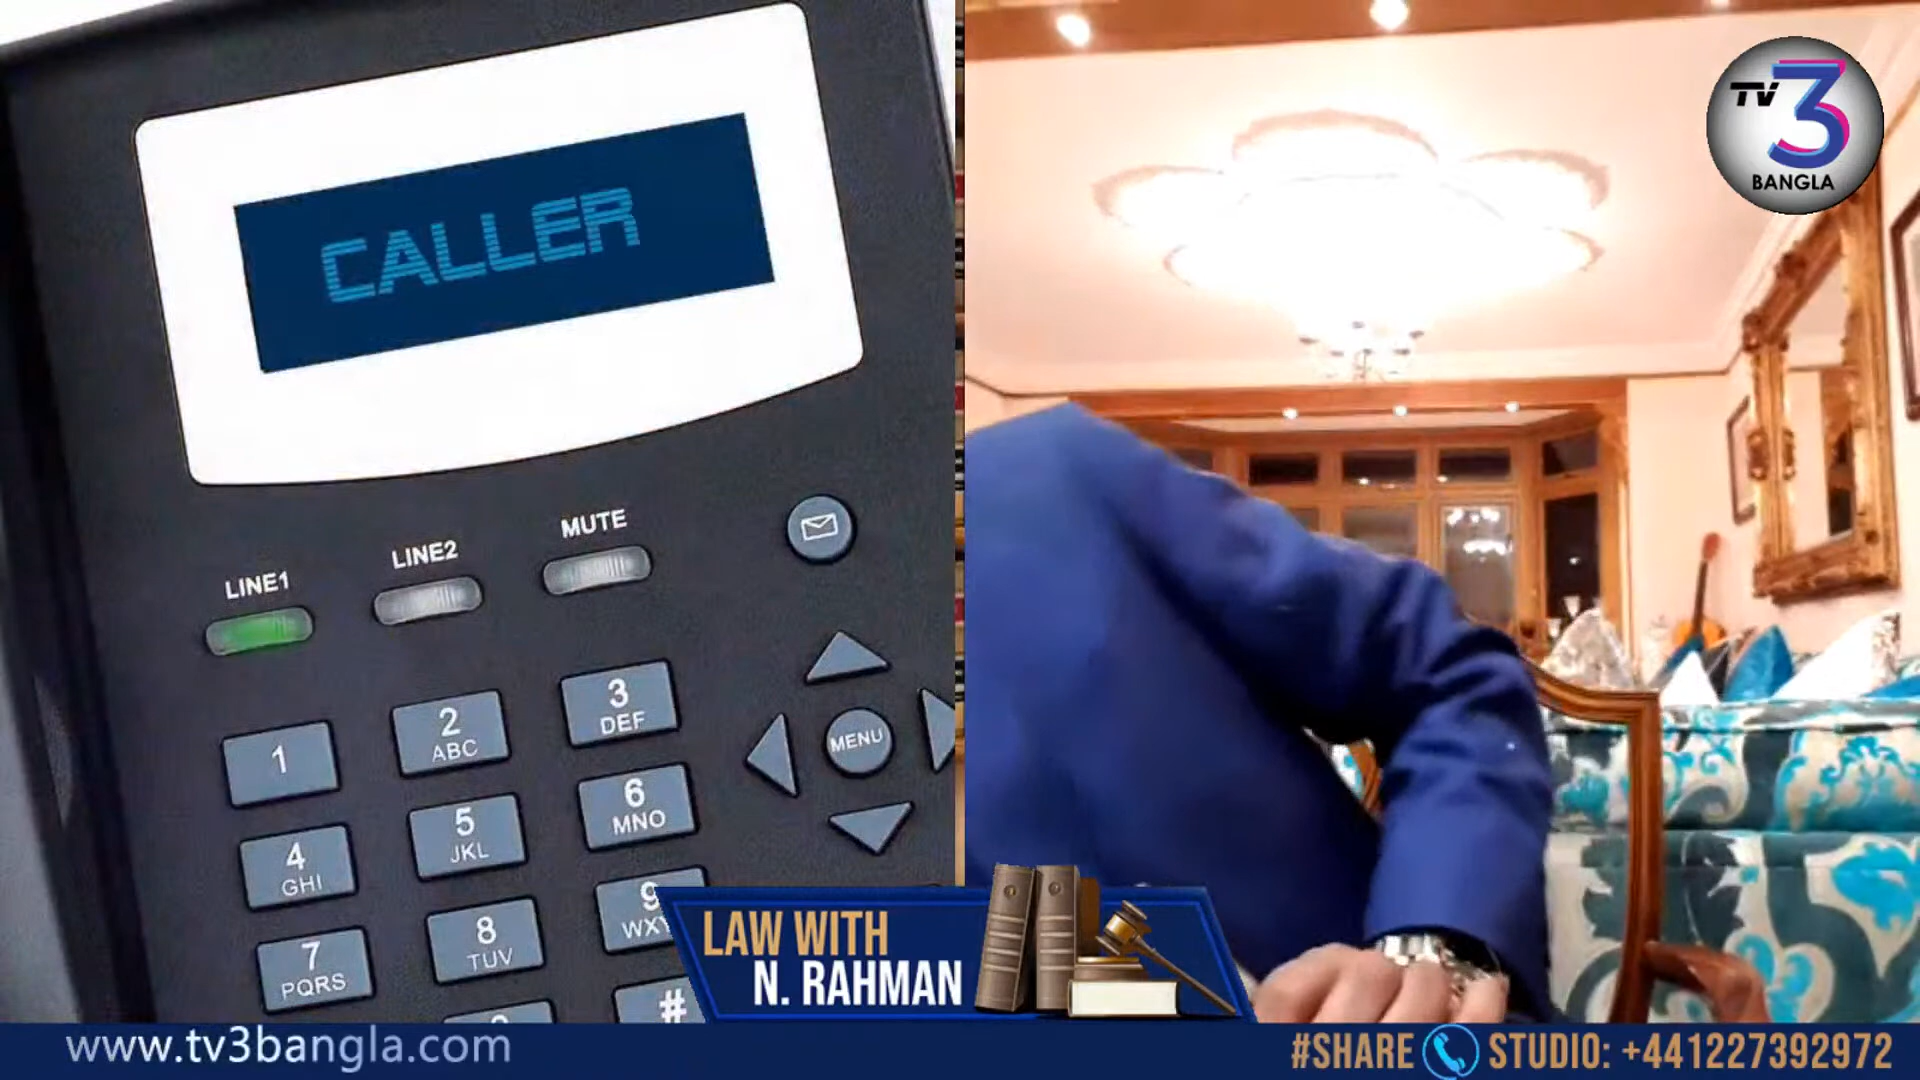 CALLER
LINE1
LINE2
MUTE
1
2
ABC
3
DEF
MENU
4
GHI
5
JKL
6
MNO
7
PQRS
8
TUV
9
#
TV3
BANGLA
LAW WITH
N. RAHMAN
www.tv3bangla.com
#SHARE STUDIO: +441227392972